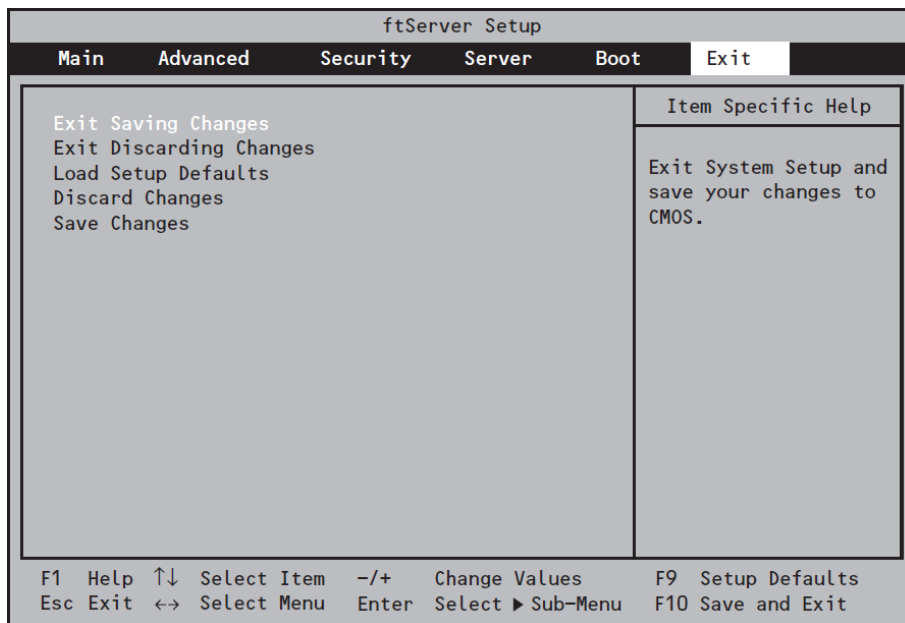 ftServer Setup
Main Advanced Security Server Boot Exit
Exit Saving Changes
Exit Discarding Changes
Load Setup Defaults
Discard Changes
Save Changes
Item Specific Help
Exit System Setup and
save your changes to
CMOS.
F1 Help ↑↓ Select Item -/+ Change Values F9 Setup Defaults
Esc Exit ↔ Select Menu Enter Select ▶ Sub-Menu F10 Save and Exit